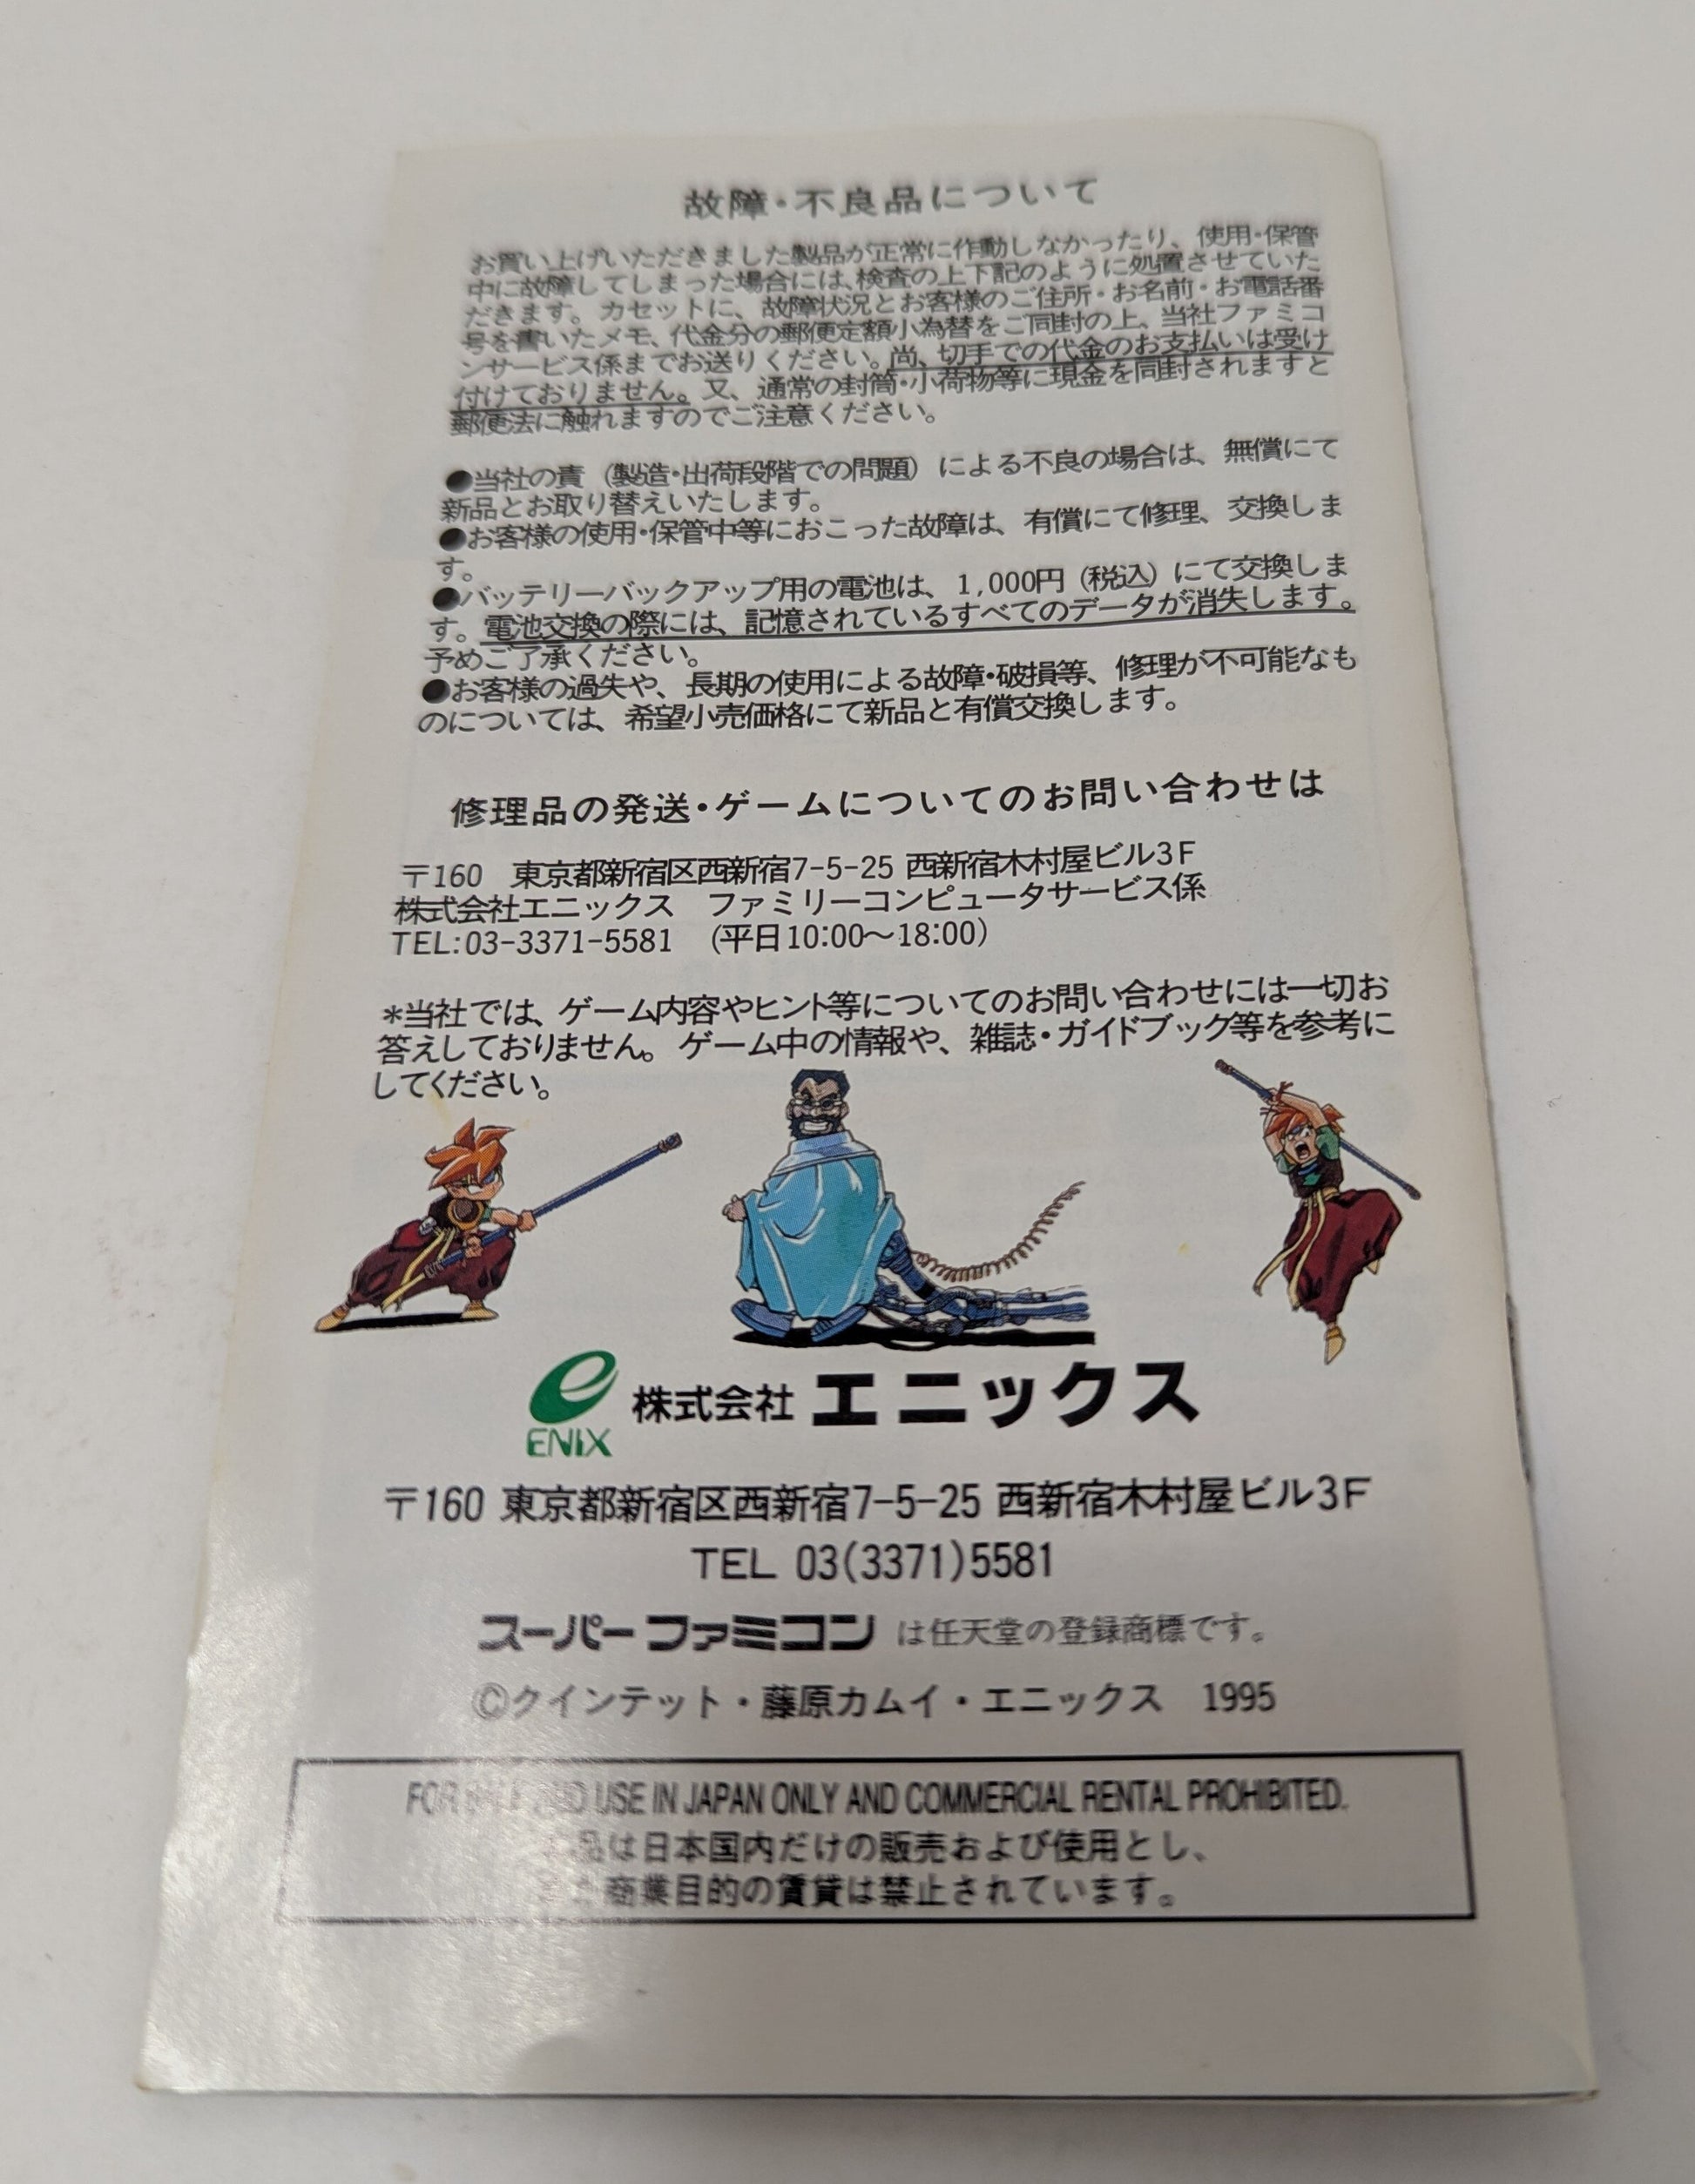 故障・不良品について
お買い上げいただきました製品が正常に作動しなかったり、使用・保管
中に故障してしまった場合には、検査の上下記のように処置させていた
だきます。カセットに、故障状況とお客様のご住所・お名前・お電話番
号を書いたメモ、代金分の郵便定額小為替をご同封の上、当社ファミコ
ンサービス係までお送りください。尚、切手での代金のお支払いは受け
付けておりません。又、通常の封筒・小荷物等に現金を同封されますと
郵便法に触れますのでご注意ください。
●当社の責（製造・出荷段階での問題）による不良の場合は、無償にて
新品とお取り替えいたします。
●お客様の使用・保管中等におこった故障は、有償にて修理、交換しま
す。
●バッテリーバックアップ用の電池は、1,000円（税込）にて交換しま
す。電池交換の際には、記憶されているすべてのデータが消失します。
予めご了承ください。
●お客様の過失や、長期の使用による故障・破損等、修理が不可能なも
のについては、希望小売価格にて新品と有償交換します。
修理品の発送・ゲームについてのお問い合わせは
〒160 東京都新宿区西新宿7-5-25 西新宿木村屋ビル3F
株式会社エニックス ファミリーコンピュータサービス係
TEL:03-3371-5581 （平日10:00〜18:00）
＊当社では、ゲーム内容やヒント等についてのお問い合わせには一切お
答えしておりません。ゲーム中の情報や、雑誌・ガイドブック等を参考に
してください。
ENIX 株式会社 エニックス
〒160 東京都新宿区西新宿7-5-25 西新宿木村屋ビル3F
TEL 03(3371)5581
スーパーファミコン は任天堂の登録商標です。
©クインテット・藤原カムイ・エニックス 1995
FOR USE IN JAPAN ONLY AND COMMERCIAL RENTAL PROHIBITED.
品は日本国内だけの販売および使用とし、
商業目的の賃貸は禁止されています。